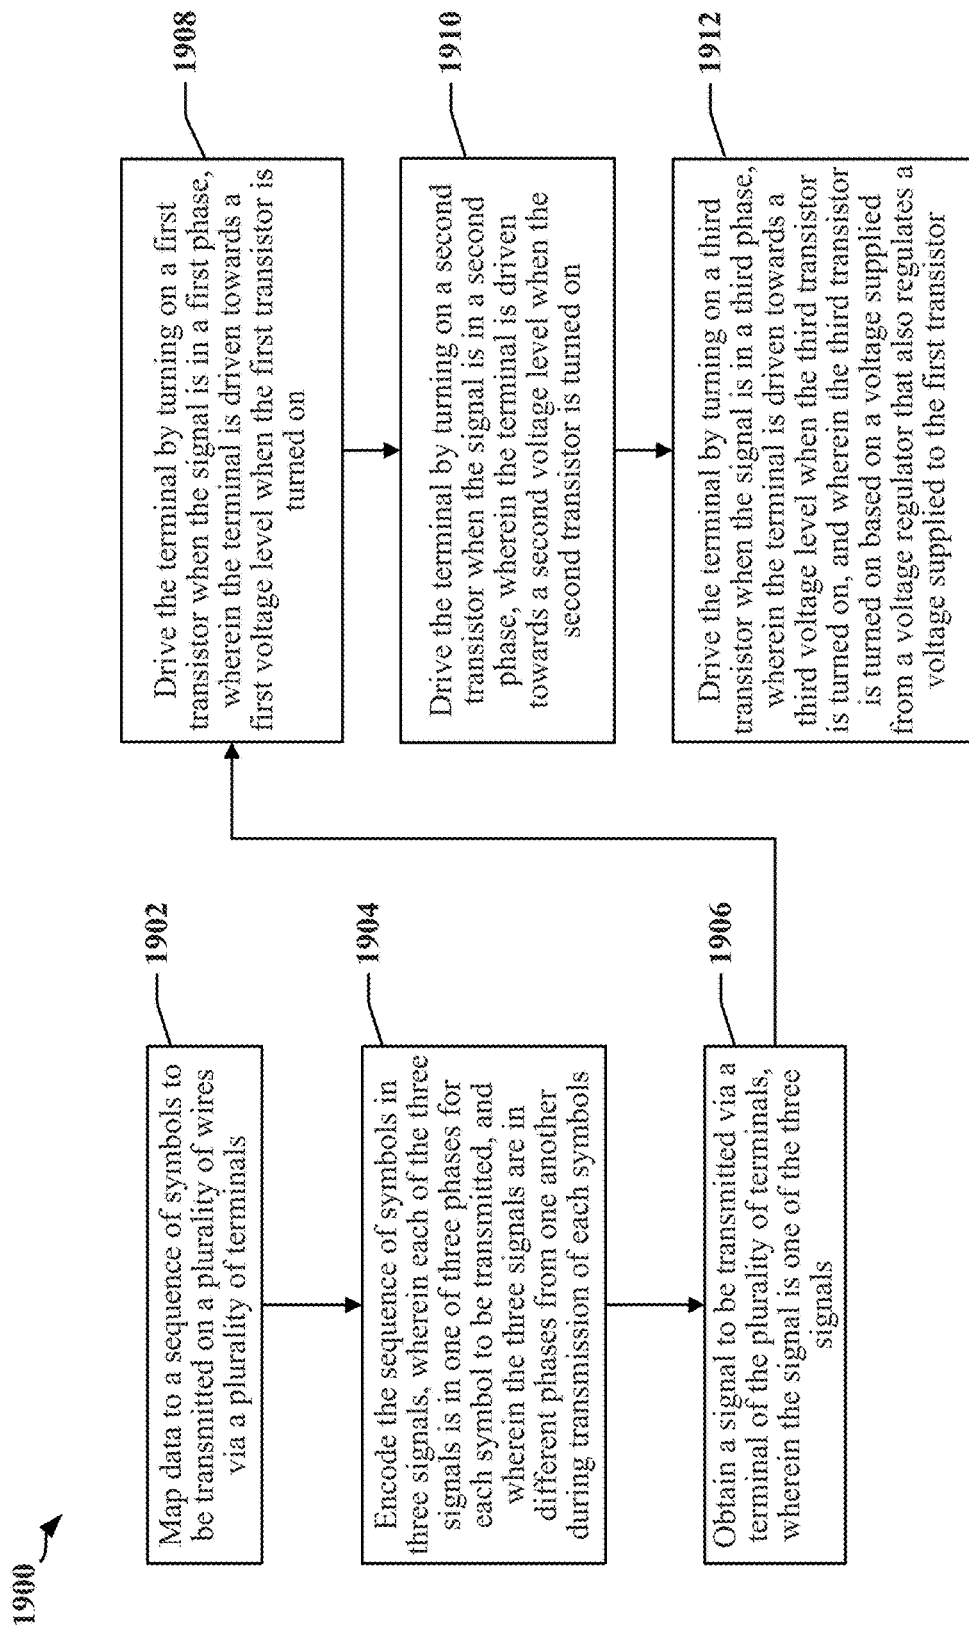 1900
1902
Map data to a sequence of symbols to
be transmitted on a plurality of wires
via a plurality of terminals
1904
Encode the sequence of symbols in
three signals, wherein each of the three
signals is in one of three phases for
each symbol to be transmitted, and
wherein the three signals are in
different phases from one another
during transmission of each symbols
1906
Obtain a signal to be transmitted via a
terminal of the plurality of terminals,
wherein the signal is one of the three
signals
1908
Drive the terminal by turning on a first
transistor when the signal is in a first phase,
wherein the terminal is driven towards a
first voltage level when the first transistor is
turned on
1910
Drive the terminal by turning on a second
transistor when the signal is in a second
phase, wherein the terminal is driven
towards a second voltage level when the
second transistor is turned on
1912
Drive the terminal by turning on a third
transistor when the signal is in a third phase,
wherein the terminal is driven towards a
third voltage level when the third transistor
is turned on, and wherein the third transistor
is turned on based on a voltage supplied
from a voltage regulator that also regulates a
voltage supplied to the first transistor